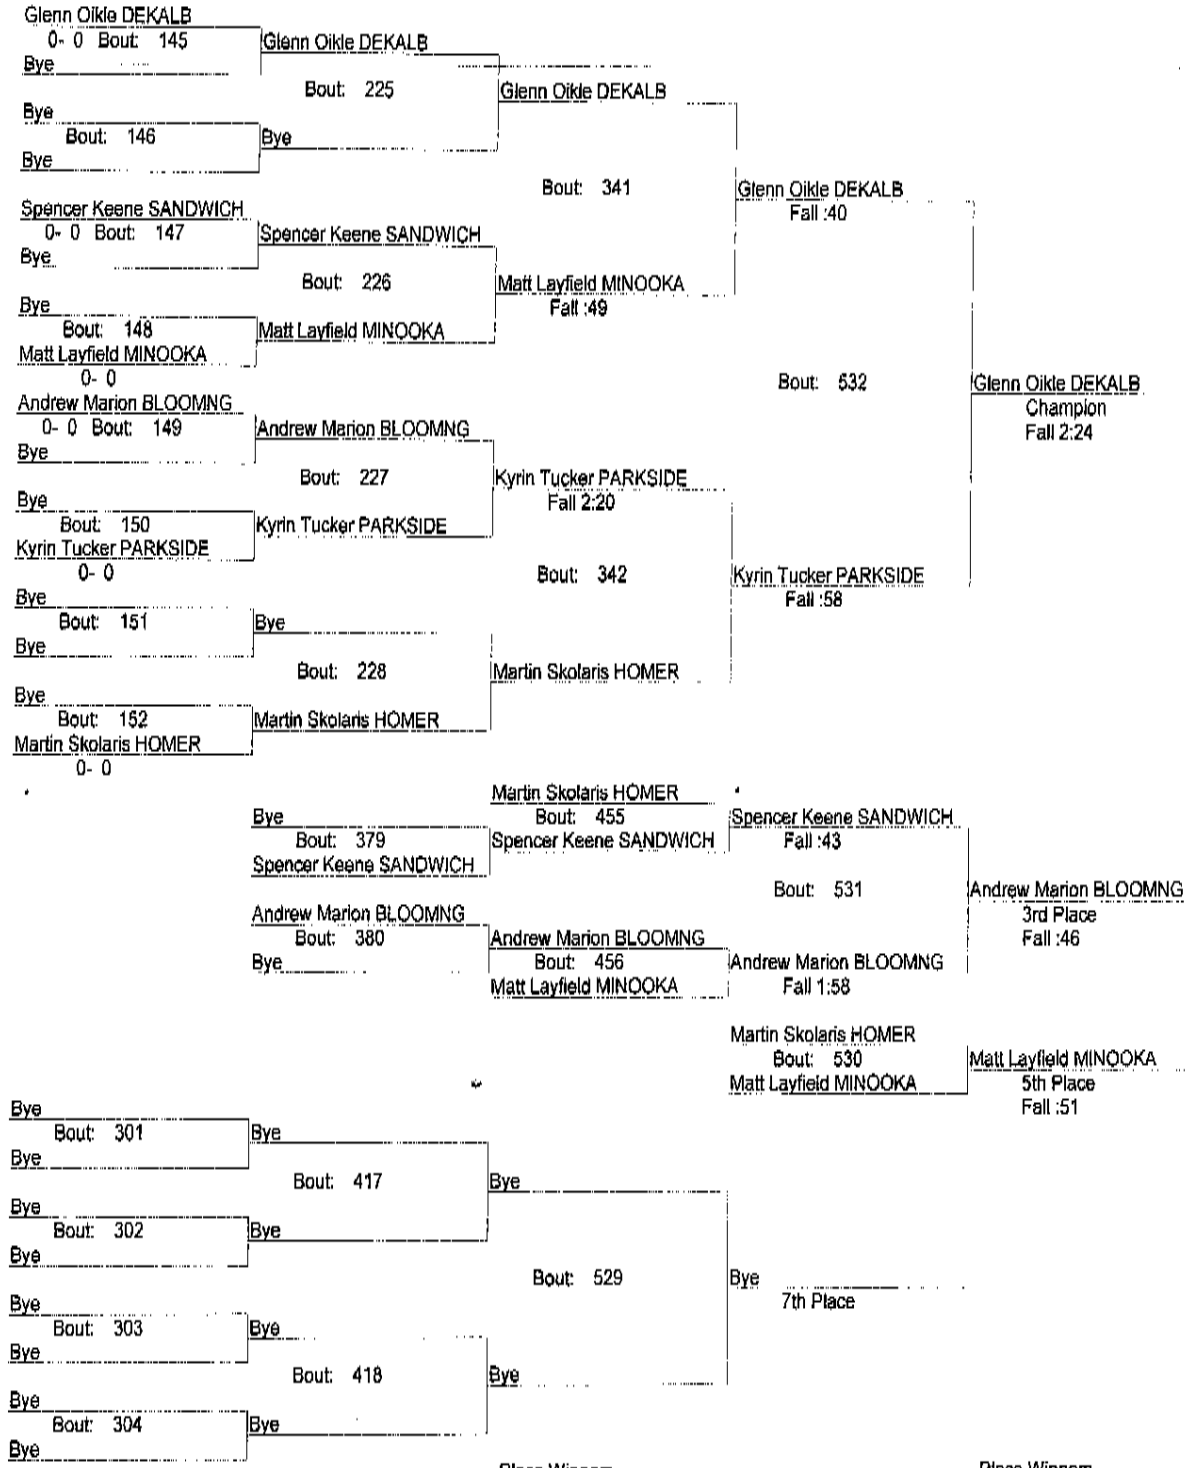 Glenn Oikle DEKALB
0- 0 Bout: 145
Bye
Glenn Oikle DEKALB
Bout: 225
Bye
Bout: 146
Bye
Bye
Glenn Oikle DEKALB
Bout: 341
Spencer Keene SANDWICH
0- 0 Bout: 147
Bye
Spencer Keene SANDWICH
Bout: 226
Bye
Bout: 148
Matt Layfield MINOOKA
0- 0
Matt Layfield MINOOKA
Matt Layfield MINOOKA
Fall :49
Glenn Oikle DEKALB
Fall :40
Bout: 532
Glenn Oikle DEKALB
Champion
Fall 2:24
Andrew Marion BLOOMNG
0- 0 Bout: 149
Bye
Andrew Marion BLOOMNG
Bout: 227
Bye
Bout: 150
Kyrin Tucker PARKSIDE
0- 0
Kyrin Tucker PARKSIDE
Kyrin Tucker PARKSIDE
Fall 2:20
Bout: 342
Kyrin Tucker PARKSIDE
Fall :58
Bye
Bout: 151
Bye
Bye
Bout: 228
Bye
Bout: 152
Martin Skolaris HOMER
0- 0
Martin Skolaris HOMER
Martin Skolaris HOMER
Bye
Bout: 379
Spencer Keene SANDWICH
Martin Skolaris HOMER
Bout: 455
Spencer Keene SANDWICH
Spencer Keene SANDWICH
Fall :43
Bout: 531
Andrew Marion BLOOMNG
3rd Place
Fall :46
Andrew Marion BLOOMNG
Bout: 380
Bye
Andrew Marion BLOOMNG
Bout: 456
Matt Layfield MINOOKA
Andrew Marion BLOOMNG
Fall 1:58
Martin Skolaris HOMER
Bout: 530
Matt Layfield MINOOKA
Matt Layfield MINOOKA
5th Place
Fall :51
Bye
Bout: 301
Bye
Bye
Bout: 417
Bye
Bout: 302
Bye
Bye
Bye
Bout: 529
Bye
7th Place
Bye
Bout: 303
Bye
Bye
Bout: 418
Bye
Bye
Bout: 304
Bye
Bye